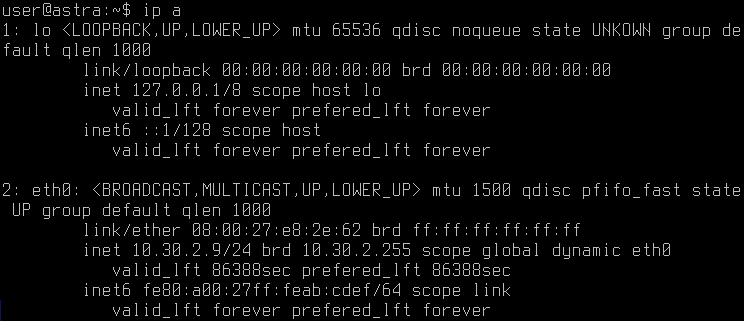 user@astra:~$ ip a
1: lo <LOOPBACK,UP,LOWER_UP> mtu 65536 qdisc noqueue state UNKOWN group de
fault qlen 1000
link/loopback 00:00:00:00:00:00 brd 00:00:00:00:00:00
inet 127.0.0.1/8 scope host lo
valid_lft forever prefered_lft forever
inet6 ::1/128 scope host
valid_lft forever prefered_lft forever
2: eth0: <BROADCAST,MULTICAST,UP,LOWER_UP> mtu 1500 qdisc pfifo_fast state
UP group default qlen 1000
link/ether 08:00:27:e8:2e:62 brd ff:ff:ff:ff:ff:ff
inet 10.30.2.9/24 brd 10.30.2.255 scope global dynamic eth0
valid_lft 86388sec prefered_lft 86388sec
inet6 fe80:a00:27ff:feab:cdef/64 scope link
valid_lft forever prefered_lft forever